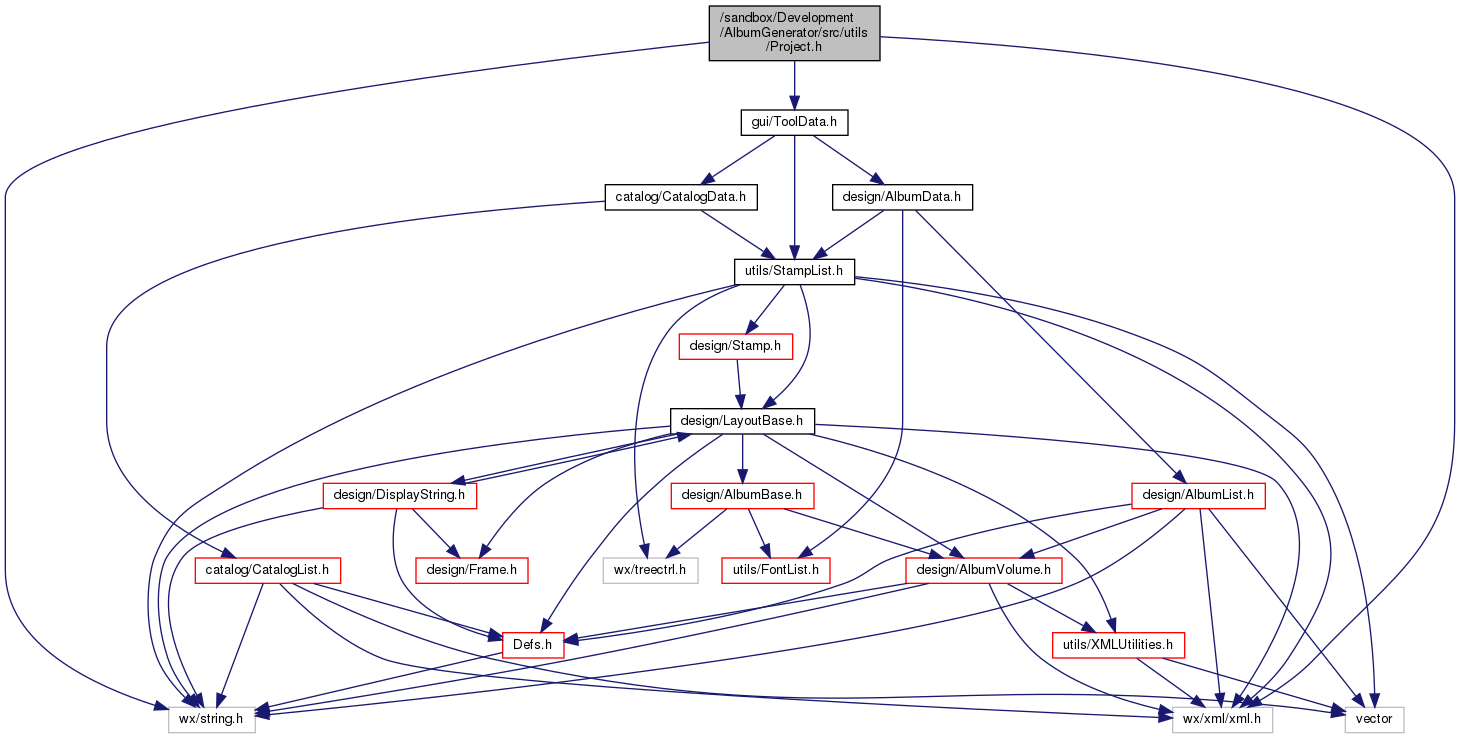 /sandbox/Development
/AlbumGenerator/src/utils
/Project.h
gui/ToolData.h
catalog/CatalogData.h
design/AlbumData.h
utils/StampList.h
design/Stamp.h
design/LayoutBase.h
design/DisplayString.h
design/AlbumBase.h
design/AlbumList.h
catalog/CatalogList.h
design/Frame.h
wx/treectrl.h
utils/FontList.h
design/AlbumVolume.h
Defs.h
utils/XMLUtilities.h
wx/string.h
wx/xml/xml.h
vector